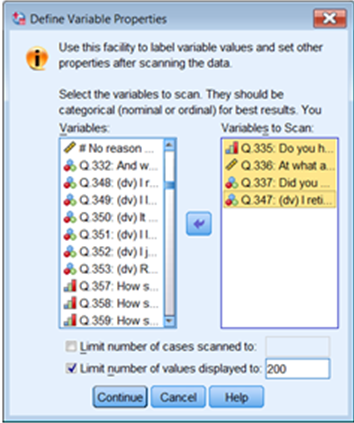 Define Variable Properties
Use this facility to label variable values and set other
properties after scanning the data.
Select the variables to scan. They should be
categorical (nominal or ordinal) for best results. You
Variables:
# No reason ...
Q.332: And w...
Q.348: (dv) I r...
Q.349: (dv) I l...
Q.350: (dv) It ...
Q.351: (dv) I l...
Q.352: (dv) I j...
Q.353: (dv) R...
Q.357: How s...
Q.358: How s...
Q.359: How s...
Variables to Scan:
Q.335: Do you h...
Q.336: At what a...
Q.337: Did you ...
Q.347: (dv) I reti...
Limit number of cases scanned to:
Limit number of values displayed to: 200
Continue Cancel Help